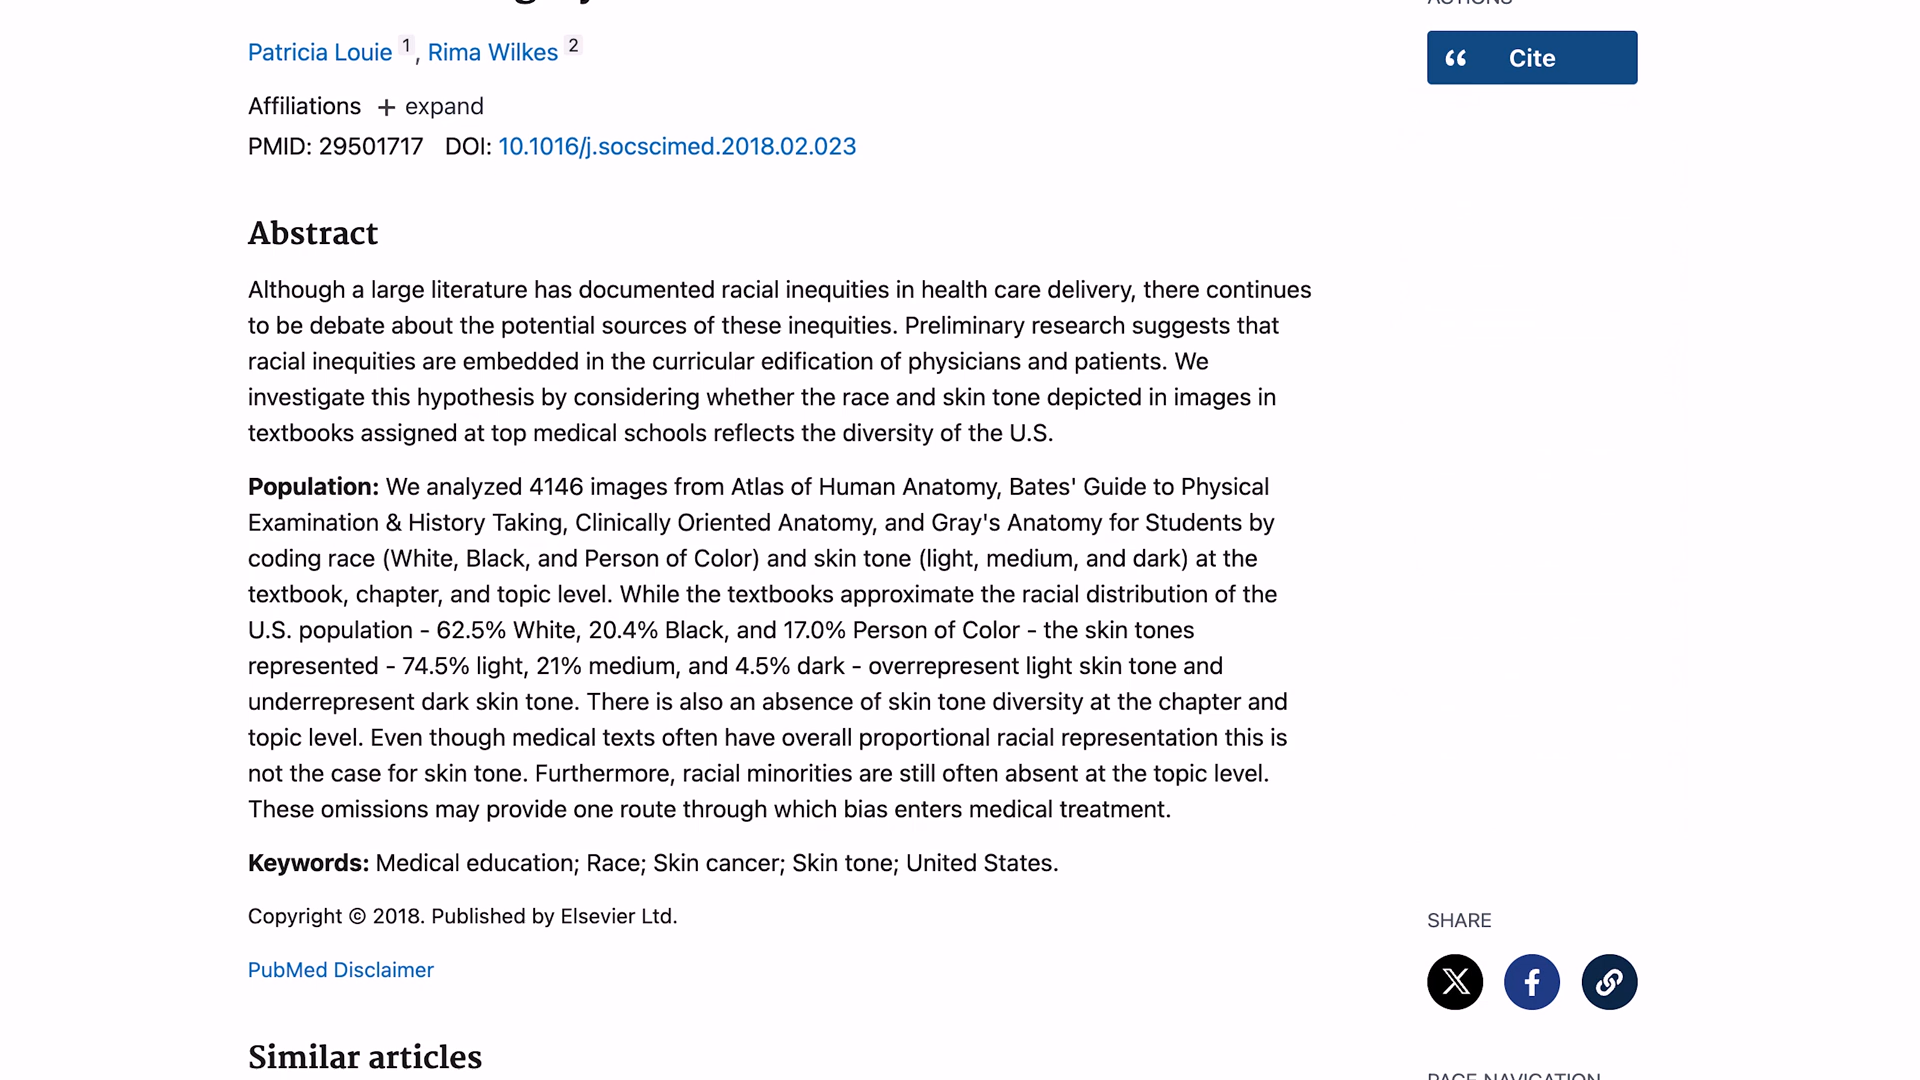 ACTIONS
Patricia Louie 1 , Rima Wilkes 2
Cite
Affiliations + expand
PMID: 29501717 DOI: 10.1016/j.socscimed.2018.02.023
Abstract
Although a large literature has documented racial inequities in health care delivery, there continues
to be debate about the potential sources of these inequities. Preliminary research suggests that
racial inequities are embedded in the curricular edification of physicians and patients. We
investigate this hypothesis by considering whether the race and skin tone depicted in images in
textbooks assigned at top medical schools reflects the diversity of the U.S.
Population: We analyzed 4146 images from Atlas of Human Anatomy, Bates' Guide to Physical
Examination & History Taking, Clinically Oriented Anatomy, and Gray's Anatomy for Students by
coding race (White, Black, and Person of Color) and skin tone (light, medium, and dark) at the
textbook, chapter, and topic level. While the textbooks approximate the racial distribution of the
U.S. population - 62.5% White, 20.4% Black, and 17.0% Person of Color - the skin tones
represented - 74.5% light, 21% medium, and 4.5% dark - overrepresent light skin tone and
underrepresent dark skin tone. There is also an absence of skin tone diversity at the chapter and
topic level. Even though medical texts often have overall proportional racial representation this is
not the case for skin tone. Furthermore, racial minorities are still often absent at the topic level.
These omissions may provide one route through which bias enters medical treatment.
Keywords: Medical education; Race; Skin cancer; Skin tone; United States.
Copyright © 2018. Published by Elsevier Ltd.
SHARE
PubMed Disclaimer
Similar articles
PAGE NAVIGATION